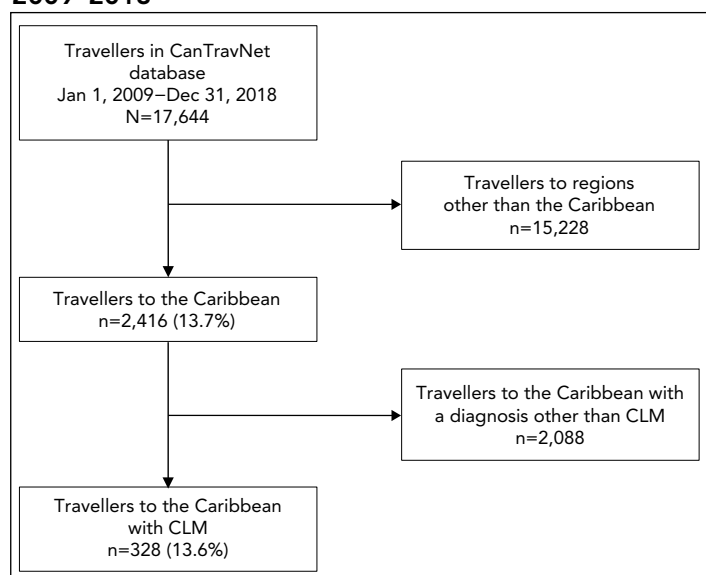 Travellers in CanTravNet
database
Jan 1, 2009–Dec 31, 2018
N=17,644
Travellers to regions
other than the Caribbean
n=15,228
Travellers to the Caribbean
n=2,416 (13.7%)
Travellers to the Caribbean with
a diagnosis other than CLM
n=2,088
Travellers to the Caribbean
with CLM
n=328 (13.6%)